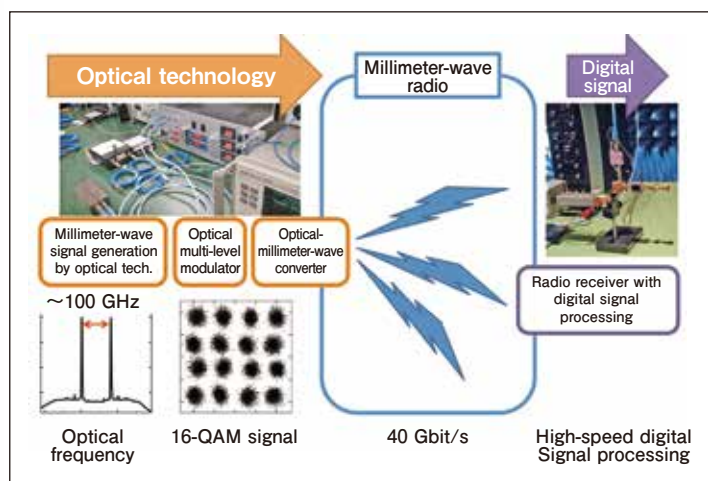 Optical technology
Millimeter-wave
radio
Digital
signal
Millimeter-wave
signal generation
by optical tech.
Optical
multi-level
modulator
Optical-
millimeter-wave
converter
Radio receiver with
digital signal
processing
~100 GHz
Optical
frequency
16-QAM signal
40 Gbit/s
High-speed digital
Signal processing